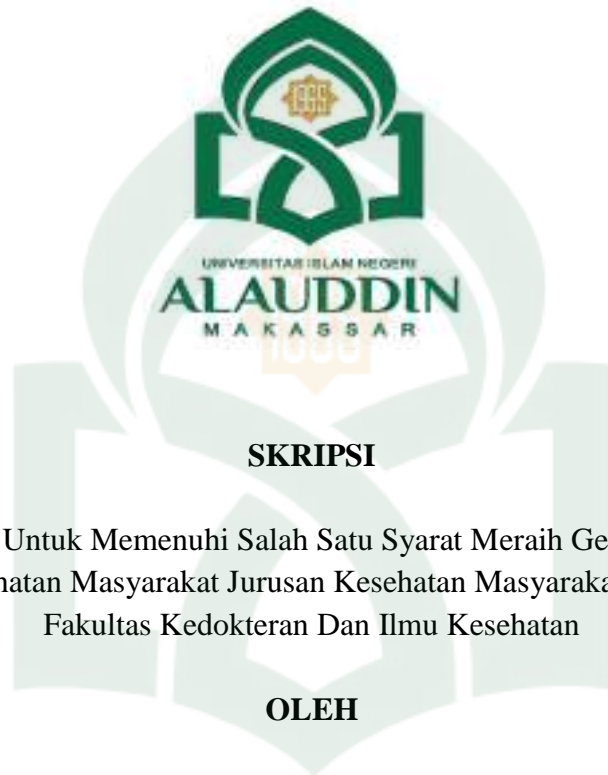 1965
UNIVERSITAS ISLAM NEGERI
ALAUDDIN
MAKASSAR
SKRIPSI
Untuk Memenuhi Salah Satu Syarat Meraih Ge
hatan Masyarakat Jurusan Kesehatan Masyaraka
Fakultas Kedokteran Dan Ilmu Kesehatan
OLEH